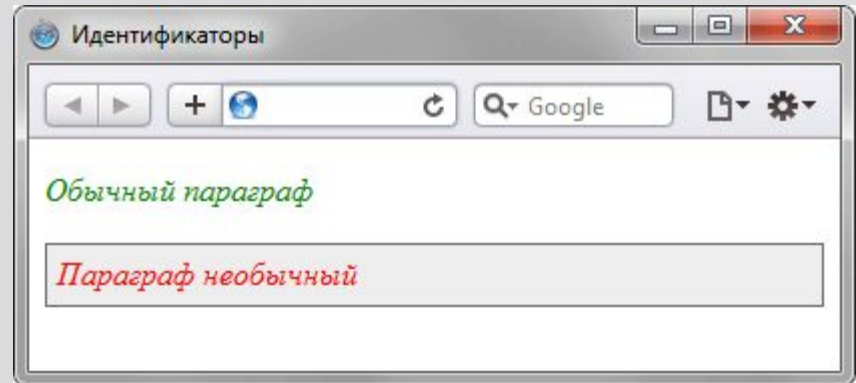 Идентификаторы
Google
Обычный параграф
Параграф необычный